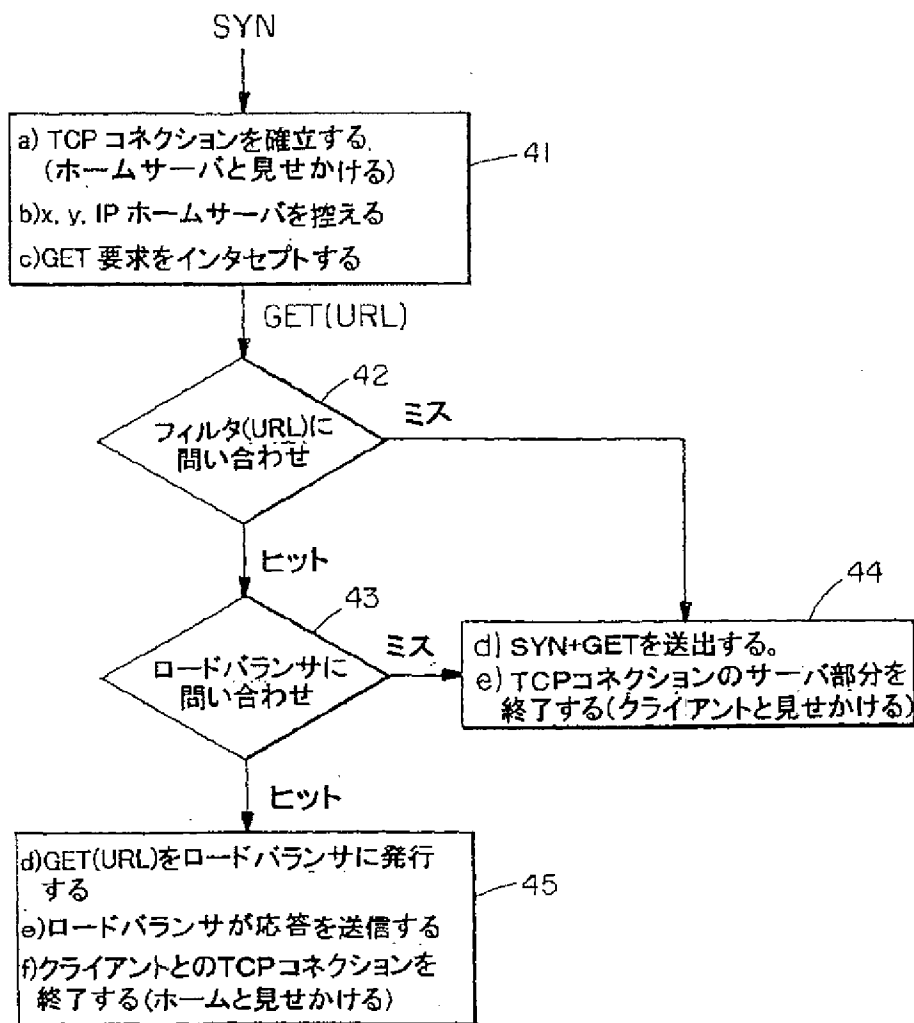 SYN
a) TCP コネクションを確立する.
(ホームサーバと見せかける)
41
b)x, y, IP ホームサーバを控える
c)GET 要求をインタセプトする
GET(URL)
42
ミス
フィルタ(URL)に
問い合わせ
ヒット
43
ミス
ロードバランサに
問い合わせ
44
d) SYN+GETを送出する。
e) TCPコネクションのサーバ部分を
終了する(クライアントと見せかける)
ヒット
d)GET(URL)をロードバランサに発行
する
45
e)ロードバランサが応答を送信する
f)クライアントとのTCPコネクションを
終了する(ホームと見せかける)